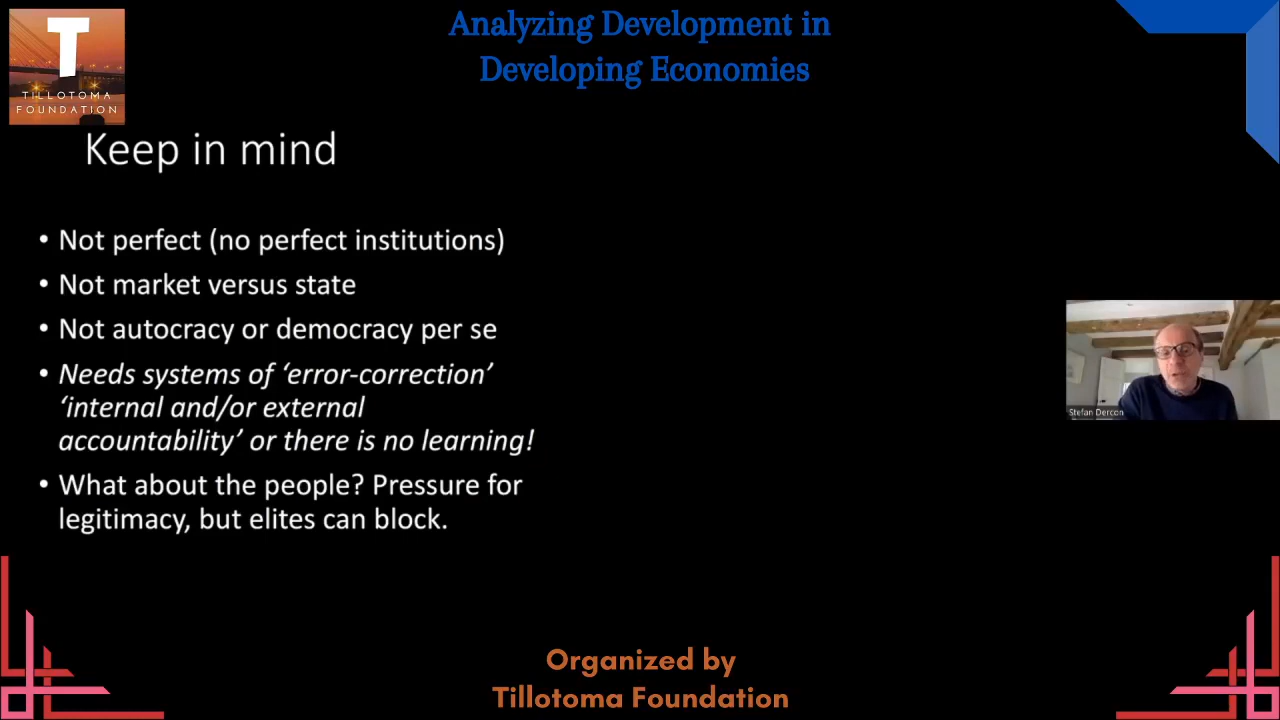 Analyzing Development in
Developing Economies
T
TILLOTOMA
FOUNDATION
Keep in mind
• Not perfect (no perfect institutions)
• Not market versus state
• Not autocracy or democracy per se
• Needs systems of ‘error-correction’
‘internal and/or external
accountability’ or there is no learning!
• What about the people? Pressure for
legitimacy, but elites can block.
Stefan Dercon
Organized by
Tillotoma Foundation